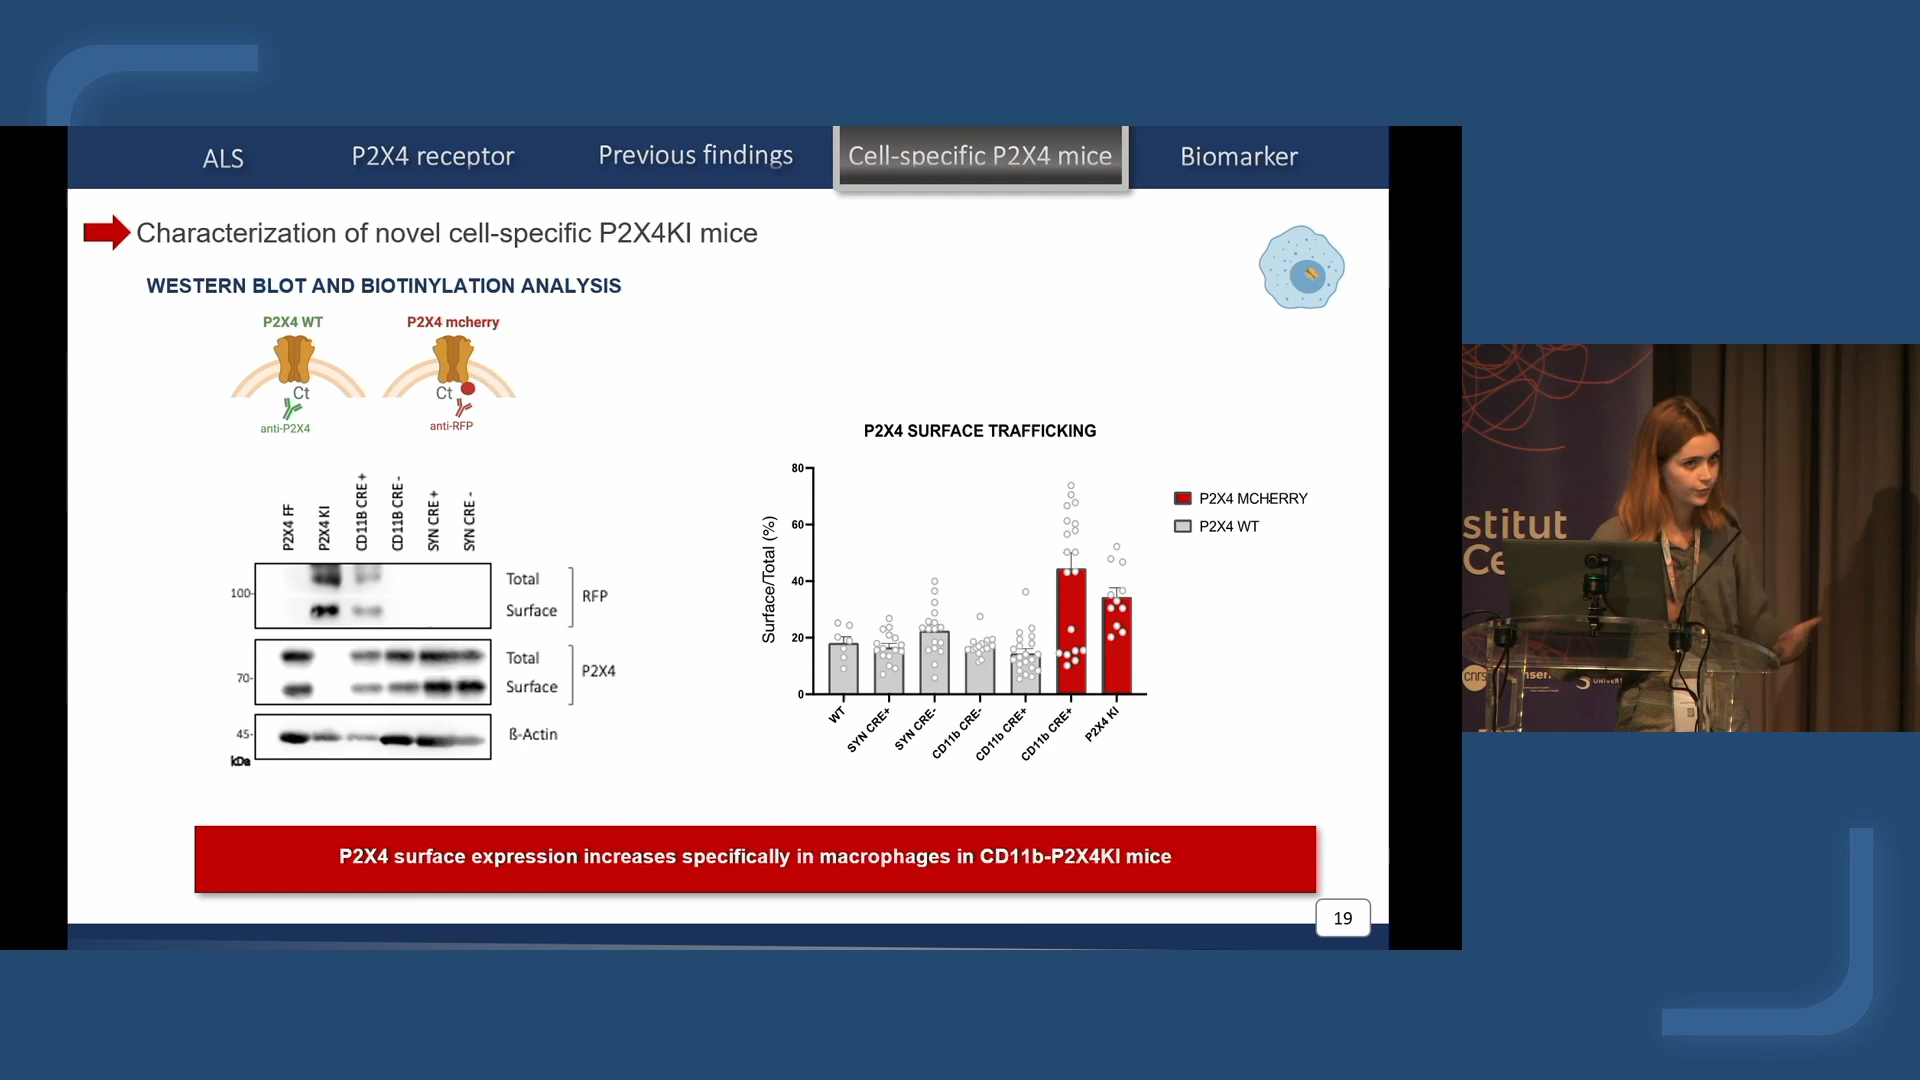 ALS
P2X4 receptor
Previous findings
Cell-specific P2X4 mice
Biomarker
Characterization of novel cell-specific P2X4KI mice
WESTERN BLOT AND BIOTINYLATION ANALYSIS
P2X4 WT
P2X4 mcherry
Ct
Ct
anti-P2X4
anti-RFP
P2X4 FF
P2X4 KI
CD11B CRE +
CD11B CRE -
SYN CRE +
SYN CRE -
100-
Total
Surface
RFP
70-
Total
Surface
P2X4
45-
ß-Actin
kDa
P2X4 SURFACE TRAFFICKING
Surface/Total (%)
80
60
40
20
0
WT
SYN CRE+
SYN CRE-
CD11b CRE-
CD11b CRE+
CD11b CRE+
P2X4 KI
P2X4 MCHERRY
P2X4 WT
P2X4 surface expression increases specifically in macrophages in CD11b-P2X4KI mice
19
stitut
Ce
cnrs